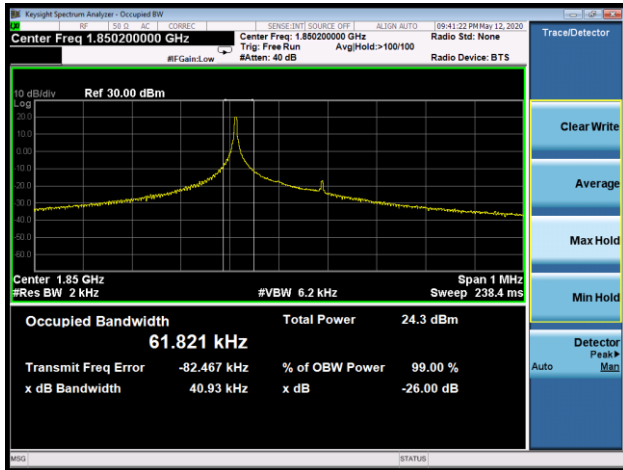 Keysight Spectrum Analyzer - Occupied BW
RF 50 Ω AC CORREC SENSE:INT SOURCE OFF ALIGN AUTO 09:41:22 PM May 12, 2020
Center Freq 1.850200000 GHz
Center Freq: 1.850200000 GHz
Radio Std: None
Trig: Free Run Avg|Hold:>100/100
#IFGain:Low #Atten: 40 dB
Radio Device: BTS
Trace/Detector
10 dB/div Ref 30.00 dBm
Log
20.0
10.0
0.00
-10.0
-20.0
-30.0
-40.0
-50.0
-60.0
Center 1.85 GHz Span 1 MHz
#Res BW 2 kHz #VBW 6.2 kHz Sweep 238.4 ms
Occupied Bandwidth Total Power 24.3 dBm
61.821 kHz
Transmit Freq Error -82.467 kHz % of OBW Power 99.00 %
x dB Bandwidth 40.93 kHz x dB -26.00 dB
Clear Write
Average
Max Hold
Min Hold
Detector
Peak▶
Auto Man
MSG STATUS